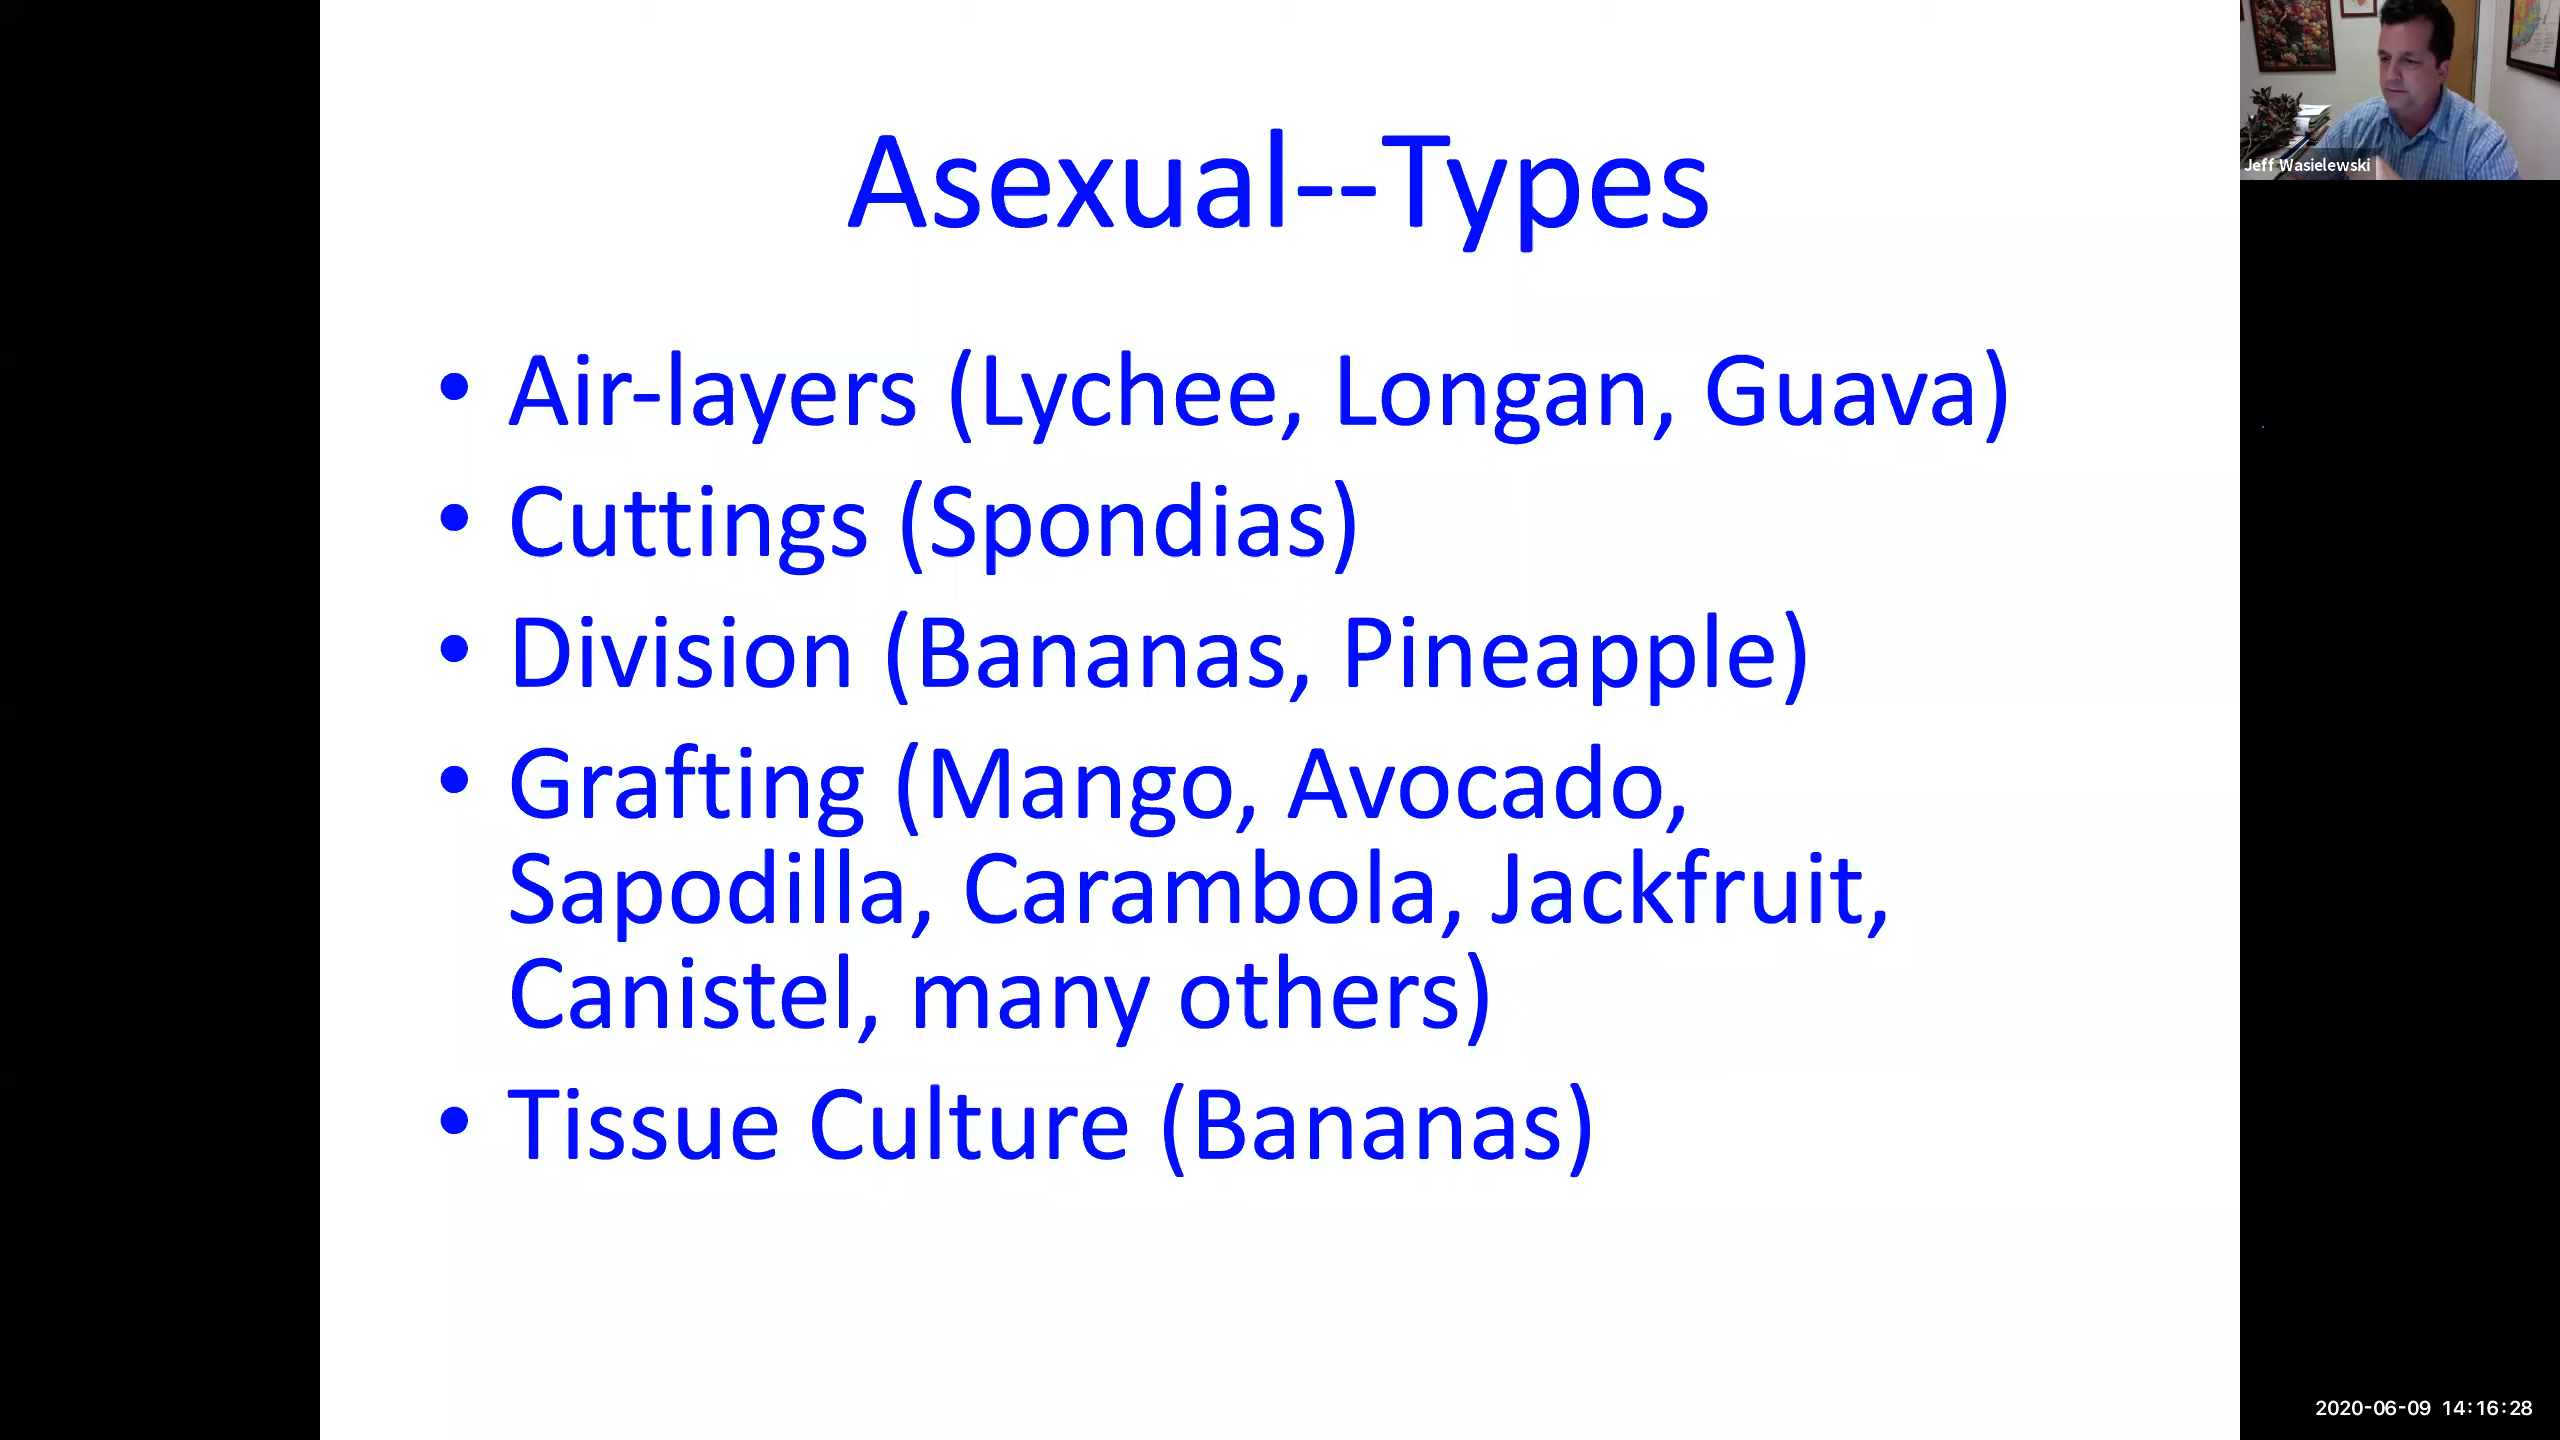 Asexual--Types
• Air-layers (Lychee, Longan, Guava)
• Cuttings (Spondias)
• Division (Bananas, Pineapple)
• Grafting (Mango, Avocado,
Sapodilla, Carambola, Jackfruit,
Canistel, many others)
• Tissue Culture (Bananas)
Jeff Wasielewski
2020-06-09 14:16:28